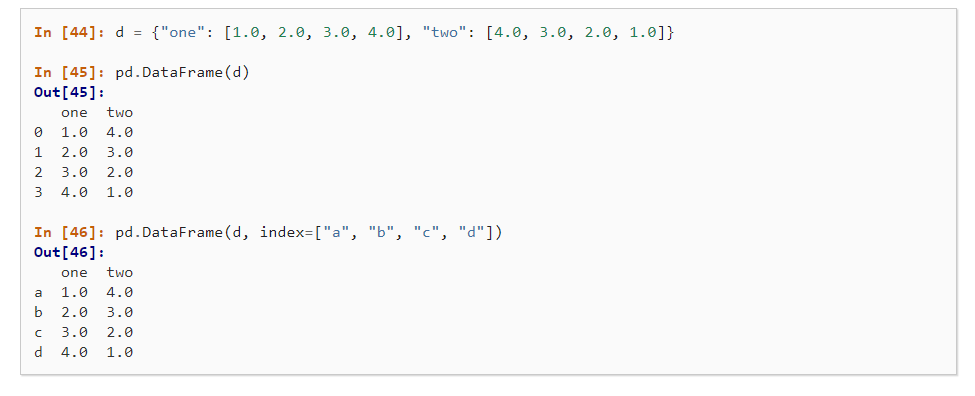 In [44]: d = {"one": [1.0, 2.0, 3.0, 4.0], "two": [4.0, 3.0, 2.0, 1.0]}
In [45]: pd.DataFrame(d)
Out[45]:
   one  two
0  1.0  4.0
1  2.0  3.0
2  3.0  2.0
3  4.0  1.0
In [46]: pd.DataFrame(d, index=["a", "b", "c", "d"])
Out[46]:
   one  two
a  1.0  4.0
b  2.0  3.0
c  3.0  2.0
d  4.0  1.0